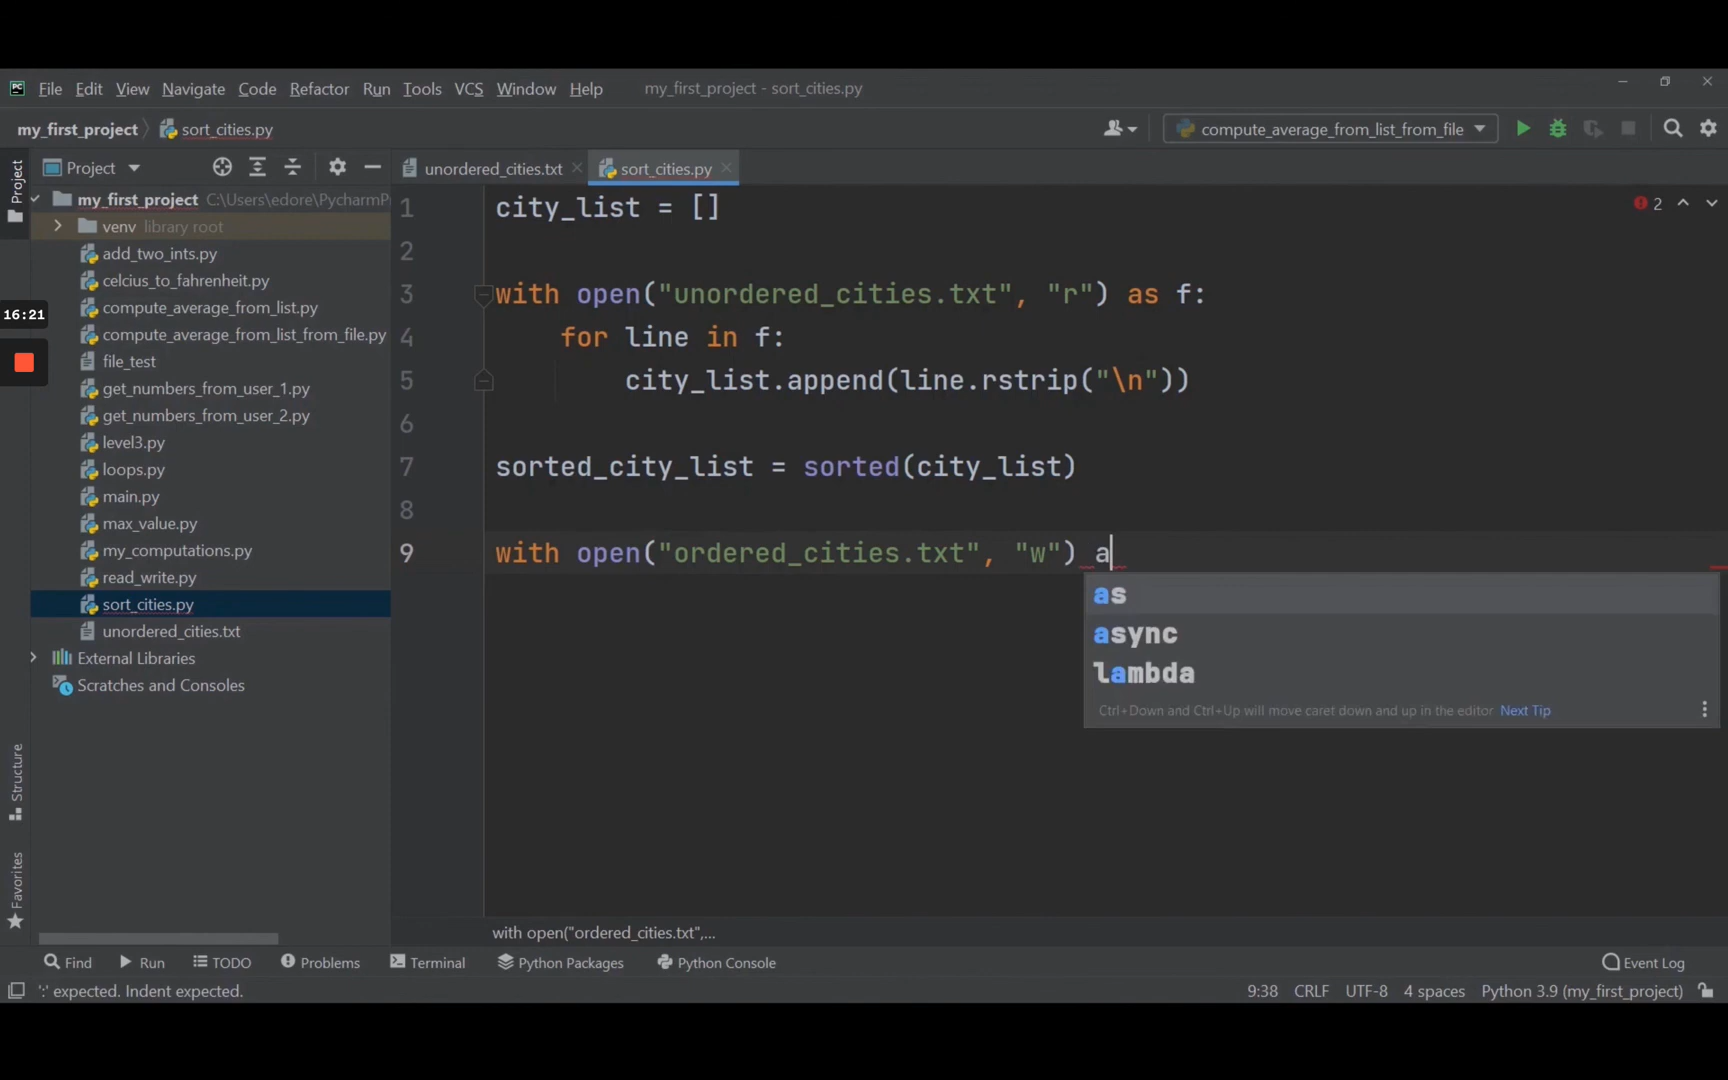 PC File Edit View Navigate Code Refactor Run Tools VCS Window Help my_first_project - sort_cities.py
my_first_project sort_cities.py compute_average_from_list_from_file
Project Project unordered_cities.txt sort_cities.py
my_first_project C:\Users\edore\PycharmP
venv library root
add_two_ints.py
celcius_to_fahrenheit.py
compute_average_from_list.py
compute_average_from_list_from_file.py
file_test
get_numbers_from_user_1.py
get_numbers_from_user_2.py
level3.py
loops.py
main.py
max_value.py
my_computations.py
read_write.py
sort_cities.py
unordered_cities.txt
External Libraries
Scratches and Consoles
16:21
Structure
Favorites
1 city_list = []
2
3 with open("unordered_cities.txt", "r") as f:
4 for line in f:
5 city_list.append(line.rstrip("\n"))
6
7 sorted_city_list = sorted(city_list)
8
9 with open("ordered_cities.txt", "w") a
2
as
async
lambda
Ctrl+Down and Ctrl+Up will move caret down and up in the editor Next Tip
with open("ordered_cities.txt",...
Find Run TODO Problems Terminal Python Packages Python Console Event Log
':' expected. Indent expected. 9:38 CRLF UTF-8 4 spaces Python 3.9 (my_first_project)